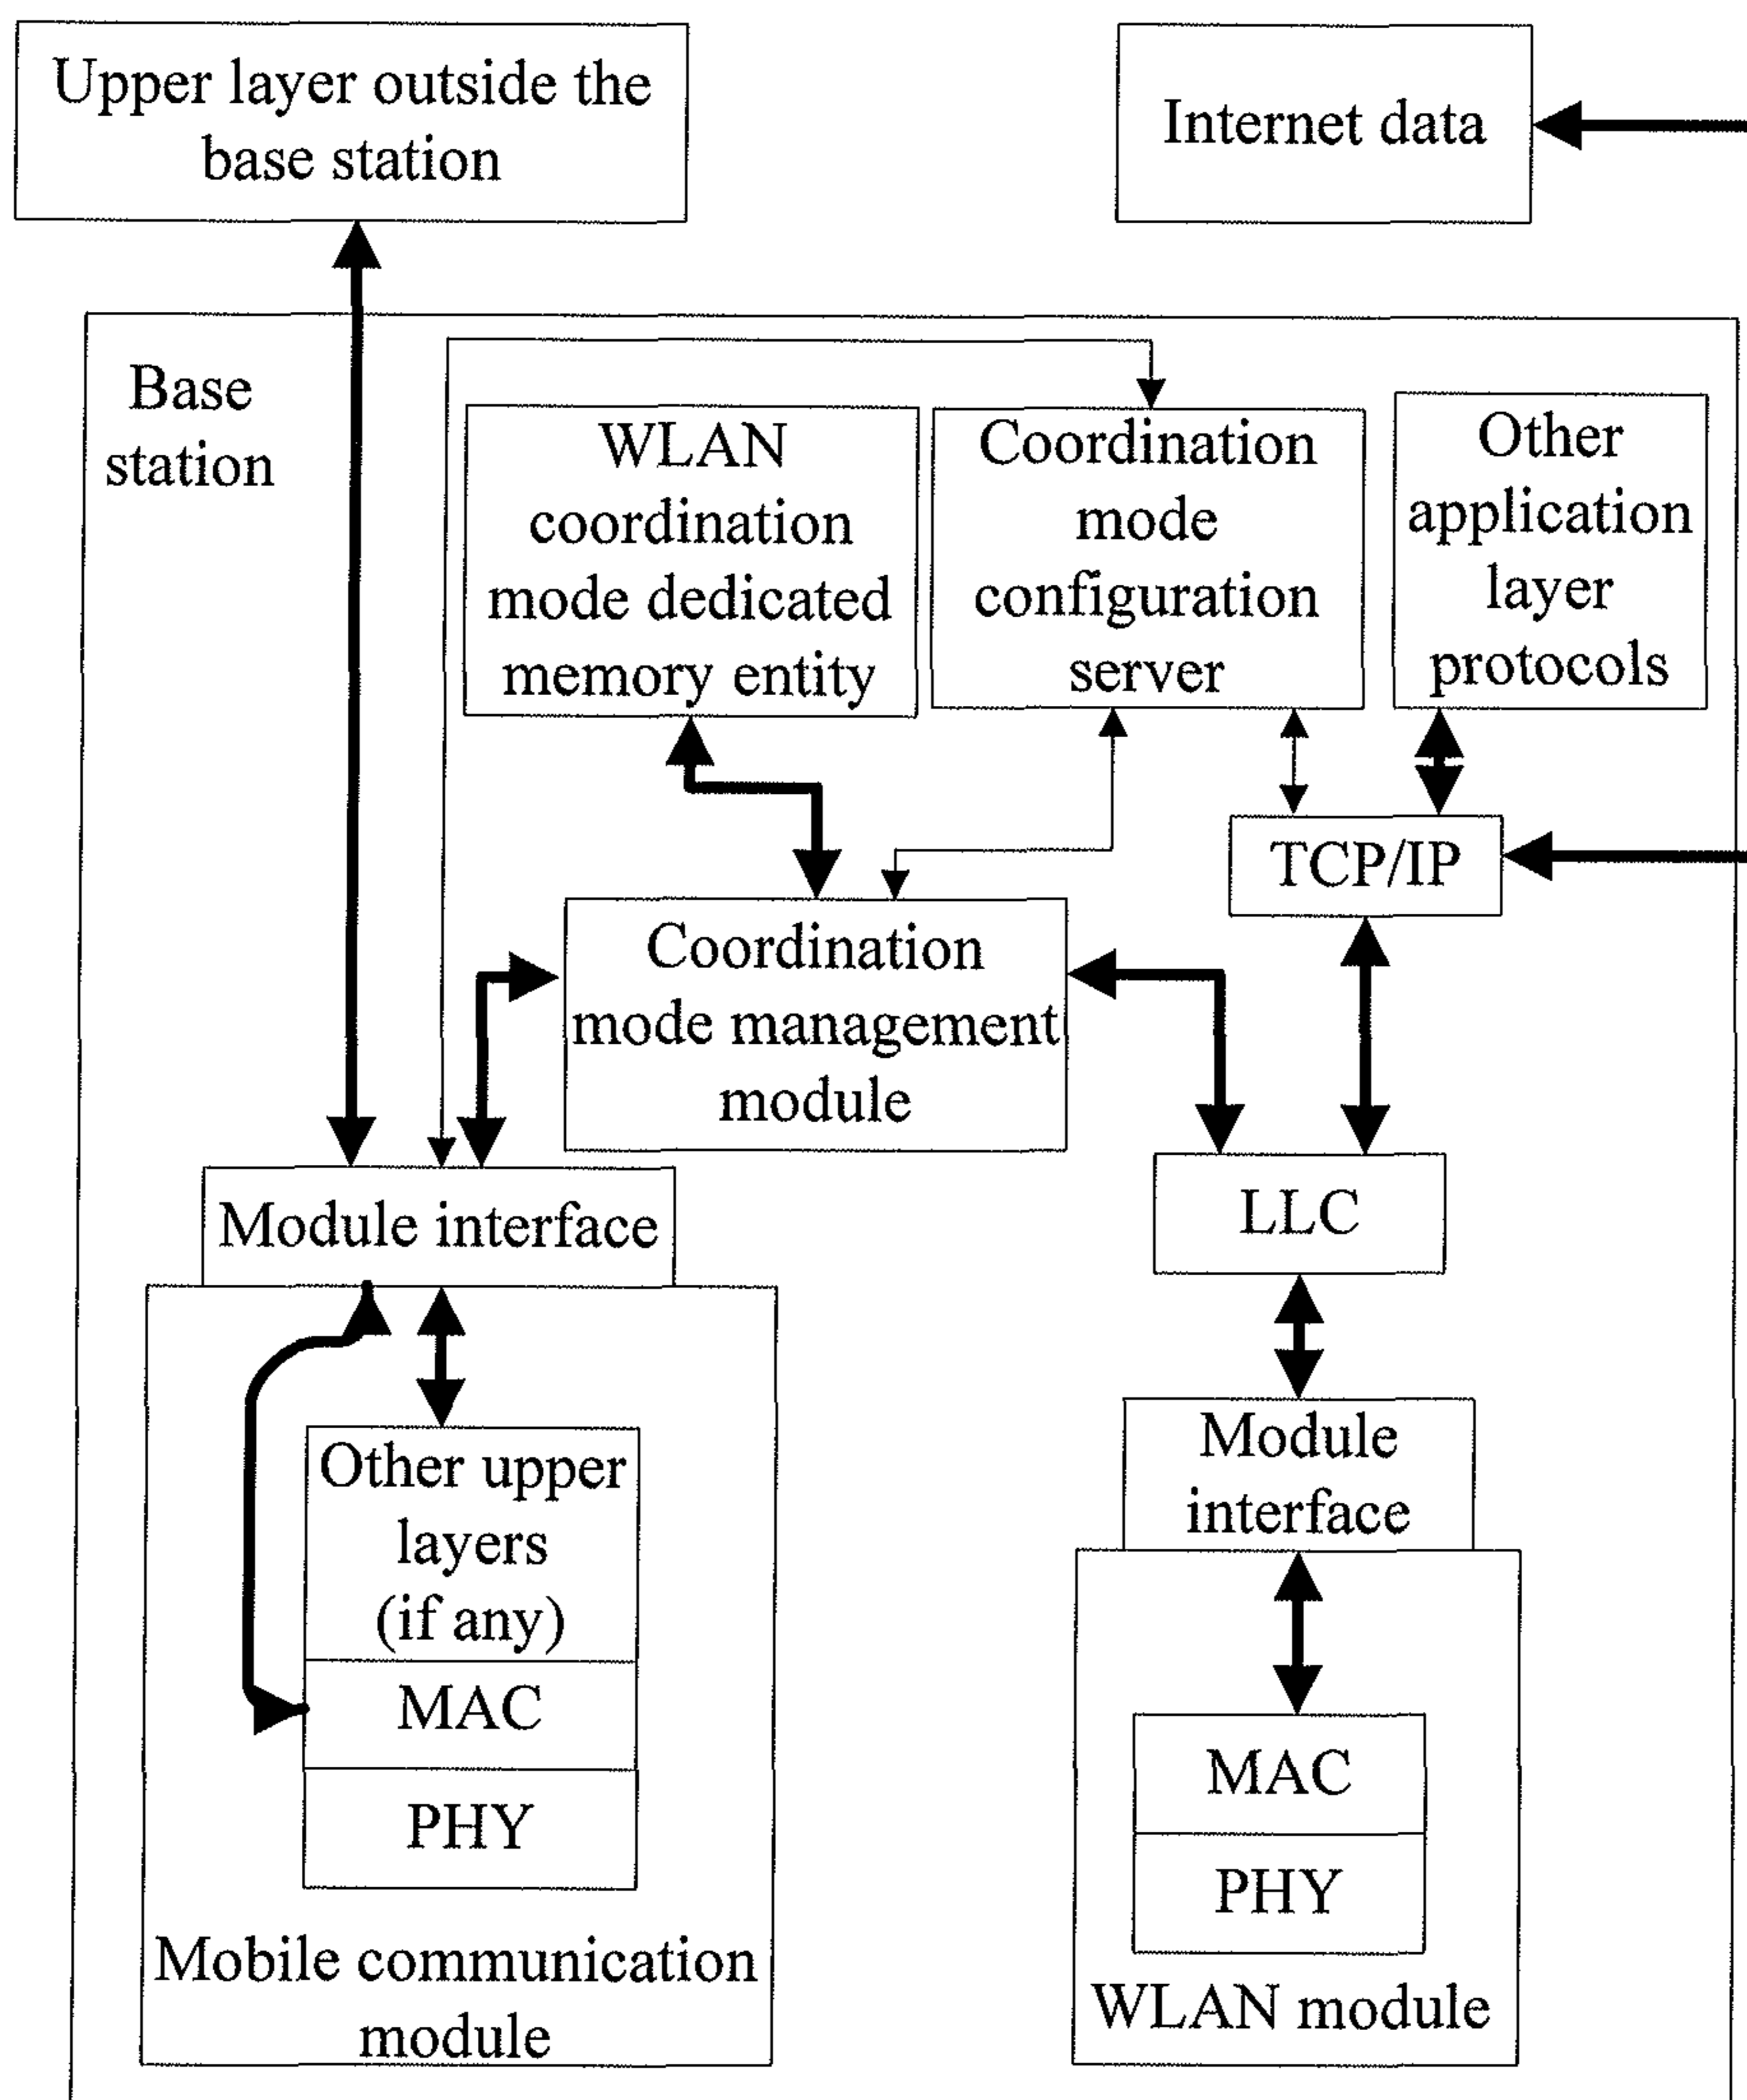 Upper layer outside the
base station
Internet data
Base
station
WLAN
coordination
mode dedicated
memory entity
Coordination
mode
configuration
server
Other
application
layer
protocols
TCP/IP
Coordination
mode management
module
Module interface
LLC
Other upper
layers
(if any)
MAC
PHY
Mobile communication
module
Module
interface
MAC
PHY
WLAN module